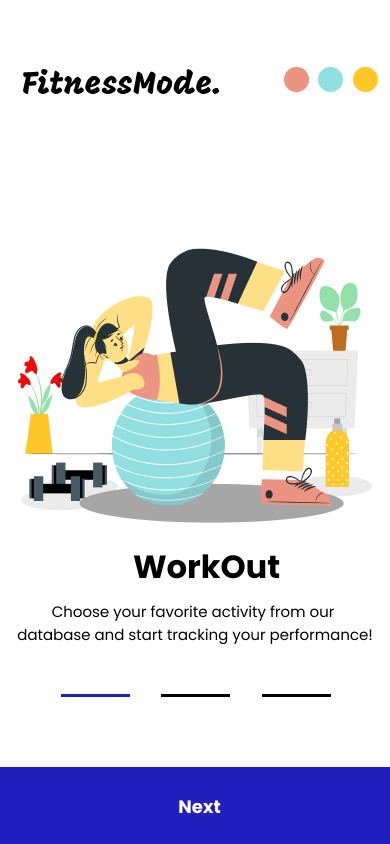 FitnessMode.
WorkOut
Choose your favorite activity from our
database and start tracking your performance!
Next